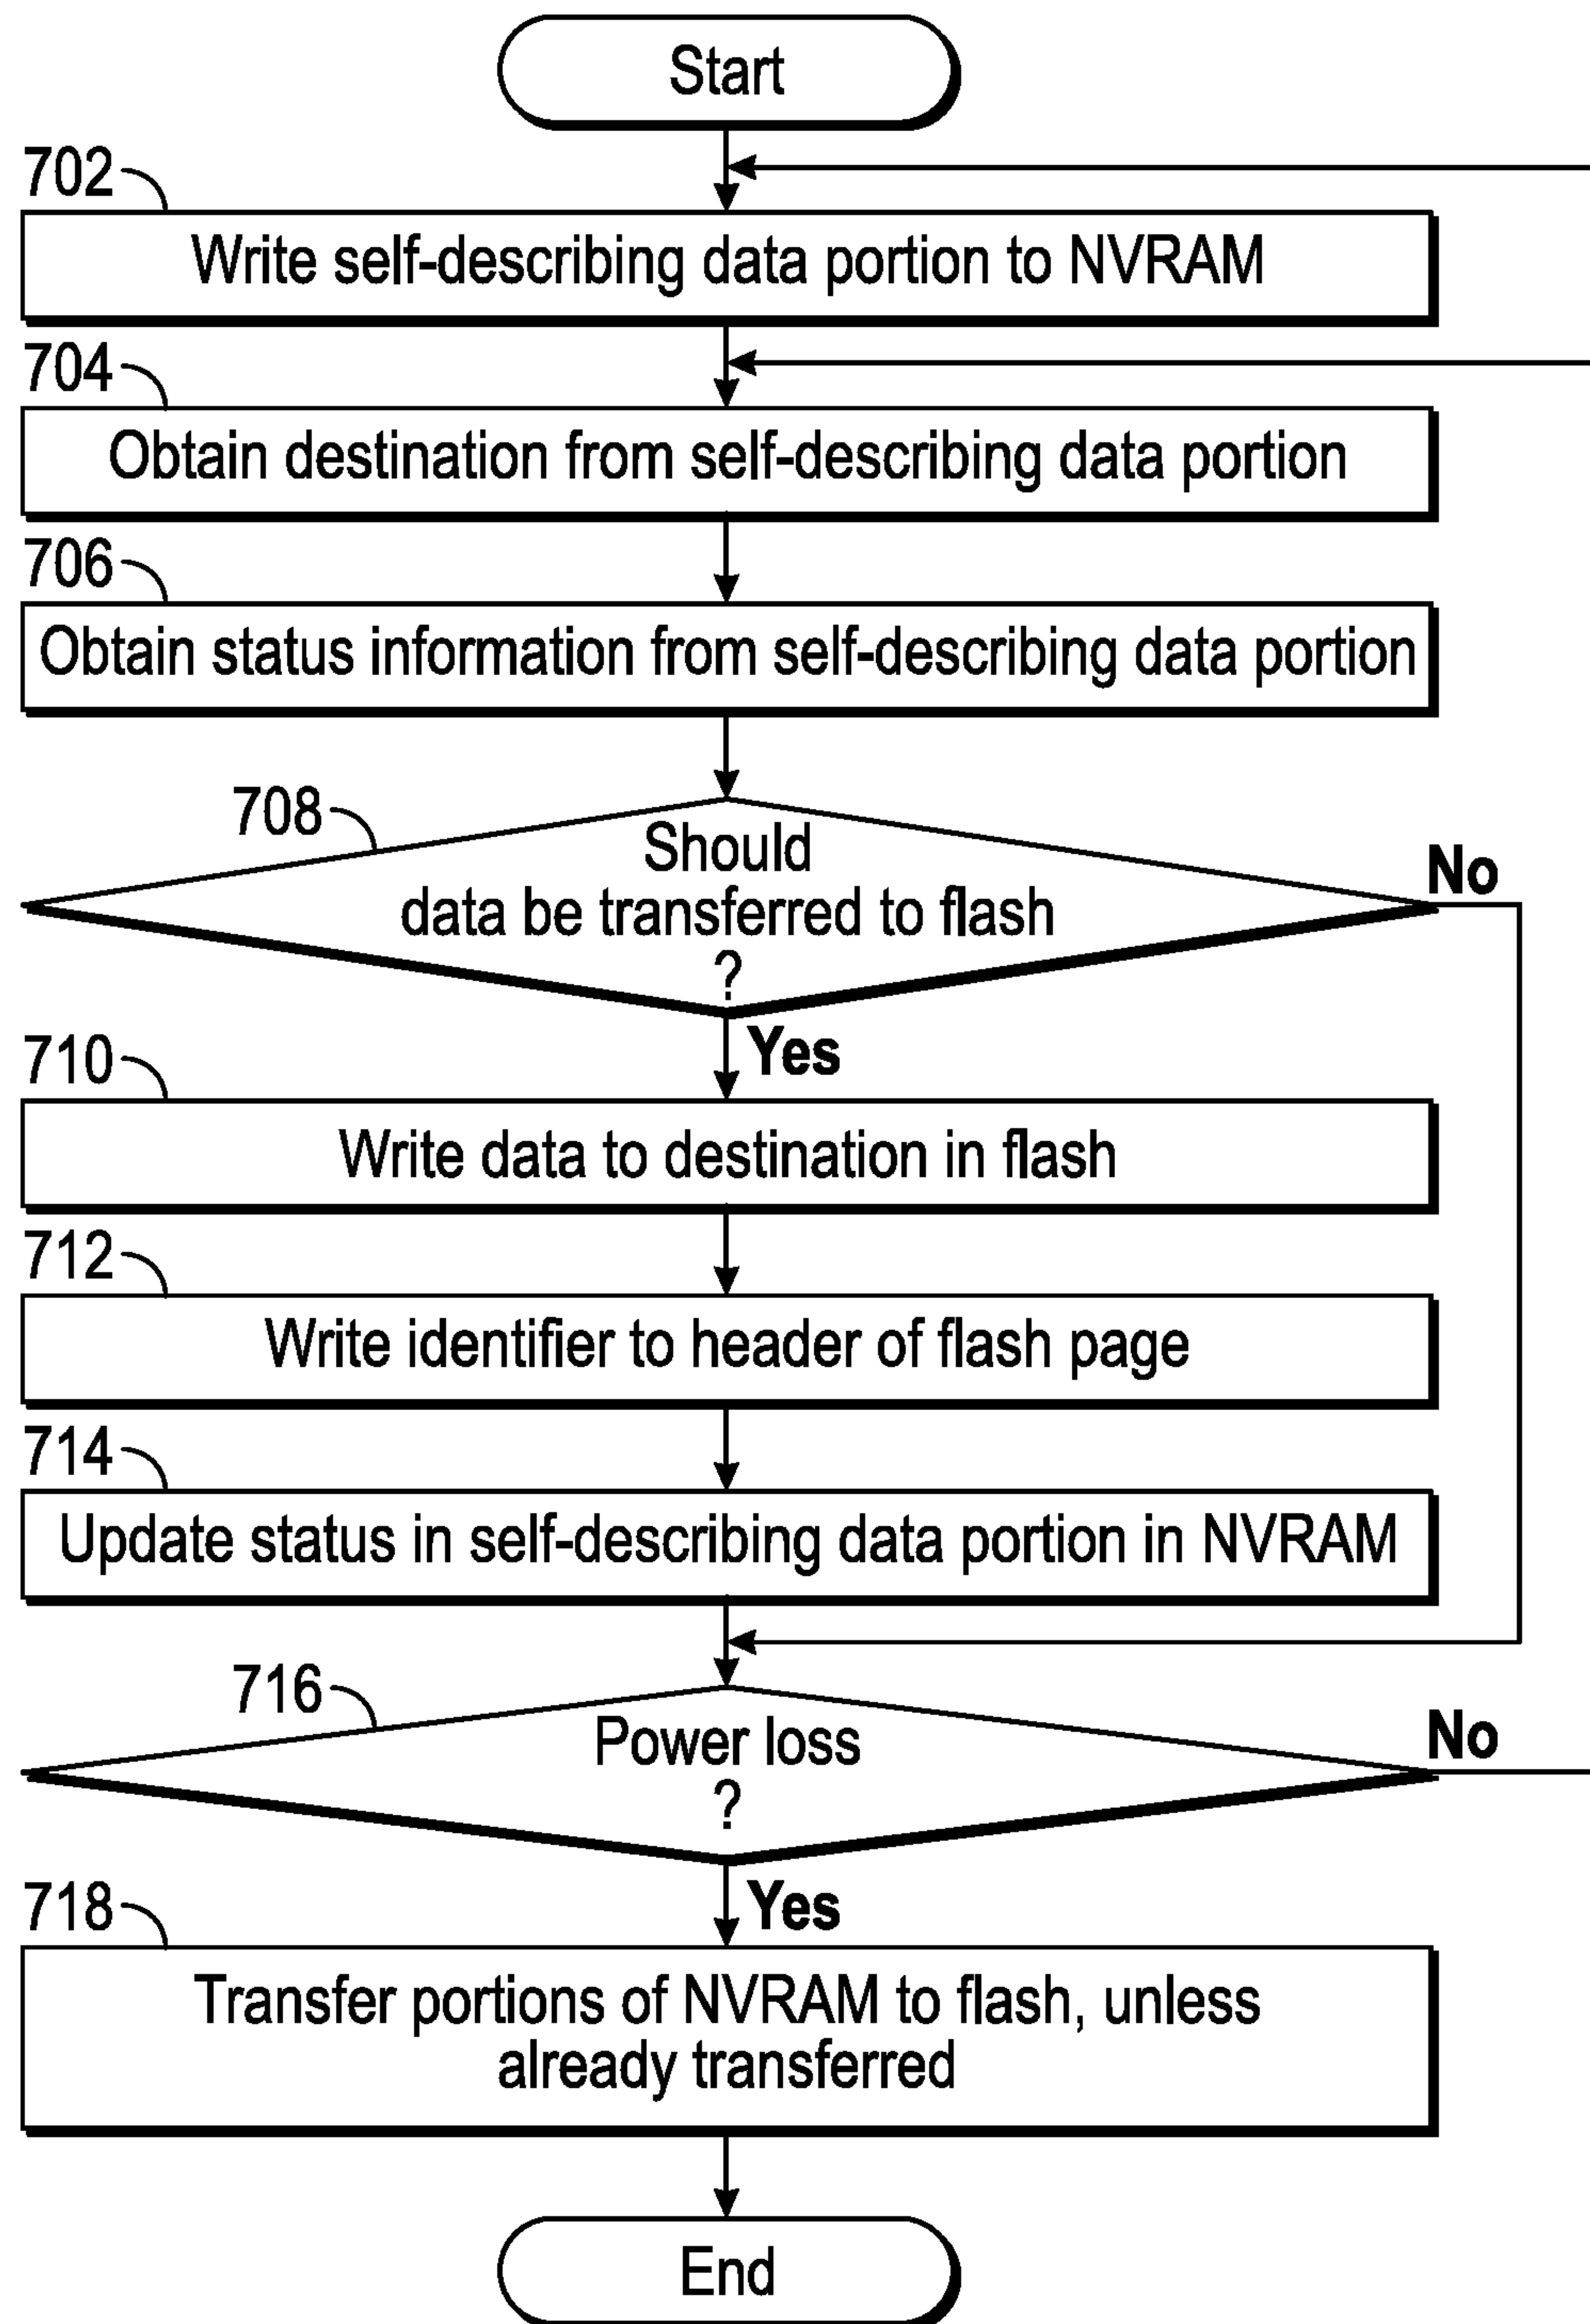 Start
702
Write self-describing data portion to NVRAM
704
Obtain destination from self-describing data portion
706
Obtain status information from self-describing data portion
708
Should
data be transferred to flash
?
No
Yes
710
Write data to destination in flash
712
Write identifier to header of flash page
714
Update status in self-describing data portion in NVRAM
716
Power loss
?
No
Yes
718
Transfer portions of NVRAM to flash, unless
already transferred
End